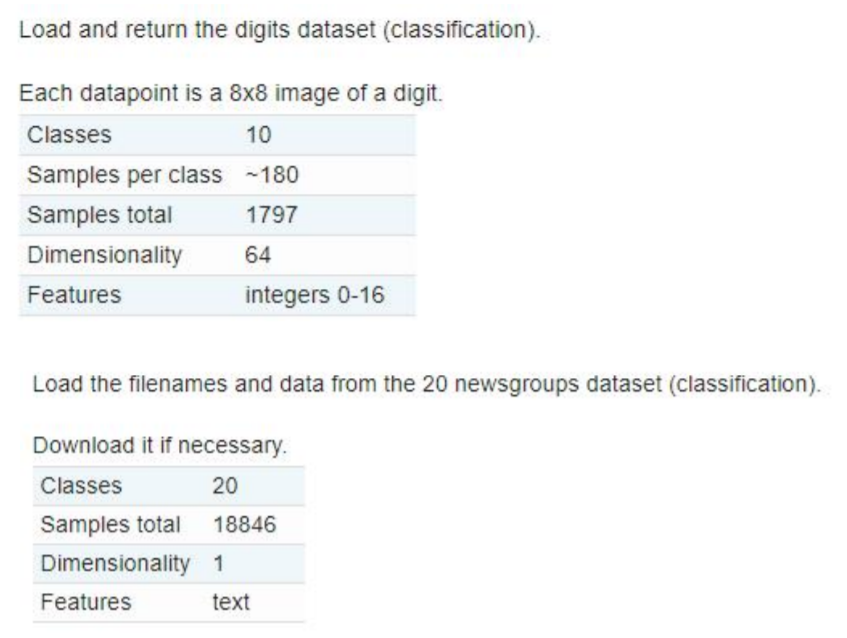 Load and return the digits dataset (classification).
Each datapoint is a 8x8 image of a digit.
Classes 10
Samples per class ~180
Samples total 1797
Dimensionality 64
Features integers 0-16
Load the filenames and data from the 20 newsgroups dataset (classification).
Download it if necessary.
Classes 20
Samples total 18846
Dimensionality 1
Features text